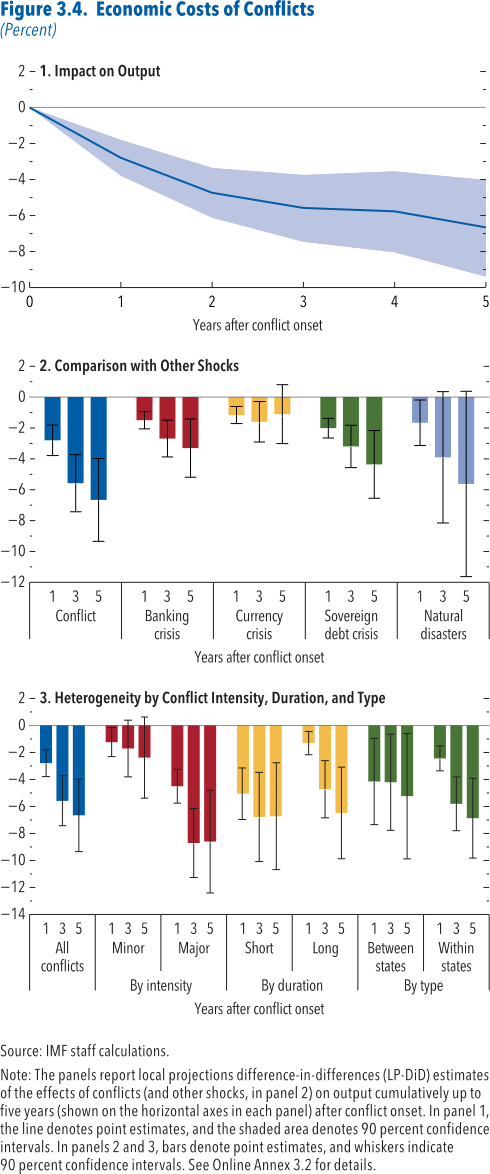 Figure 3.4. Economic Costs of Conflicts
(Percent)
2 – 1. Impact on Output
0
–2
–4
–6
–8
–10
0 1 2 3 4 5
Years after conflict onset
2 – 2. Comparison with Other Shocks
0
–2
–4
–6
–8
–10
–12
1 3 5 1 3 5 1 3 5 1 3 5 1 3 5
Conflict Banking Currency Sovereign Natural
crisis crisis debt crisis disasters
Years after conflict onset
2 – 3. Heterogeneity by Conflict Intensity, Duration, and Type
0
–2
–4
–6
–8
–10
–12
–14
1 3 5 1 3 5 1 3 5 1 3 5 1 3 5 1 3 5 1 3 5
All Minor Major Short Long Between Within
conflicts states states
By intensity By duration By type
Years after conflict onset
Source: IMF staff calculations.
Note: The panels report local projections difference-in-differences (LP-DiD) estimates
of the effects of conflicts (and other shocks, in panel 2) on output cumulatively up to
five years (shown on the horizontal axes in each panel) after conflict onset. In panel 1,
the line denotes point estimates, and the shaded area denotes 90 percent confidence
intervals. In panels 2 and 3, bars denote point estimates, and whiskers indicate
90 percent confidence intervals. See Online Annex 3.2 for details.